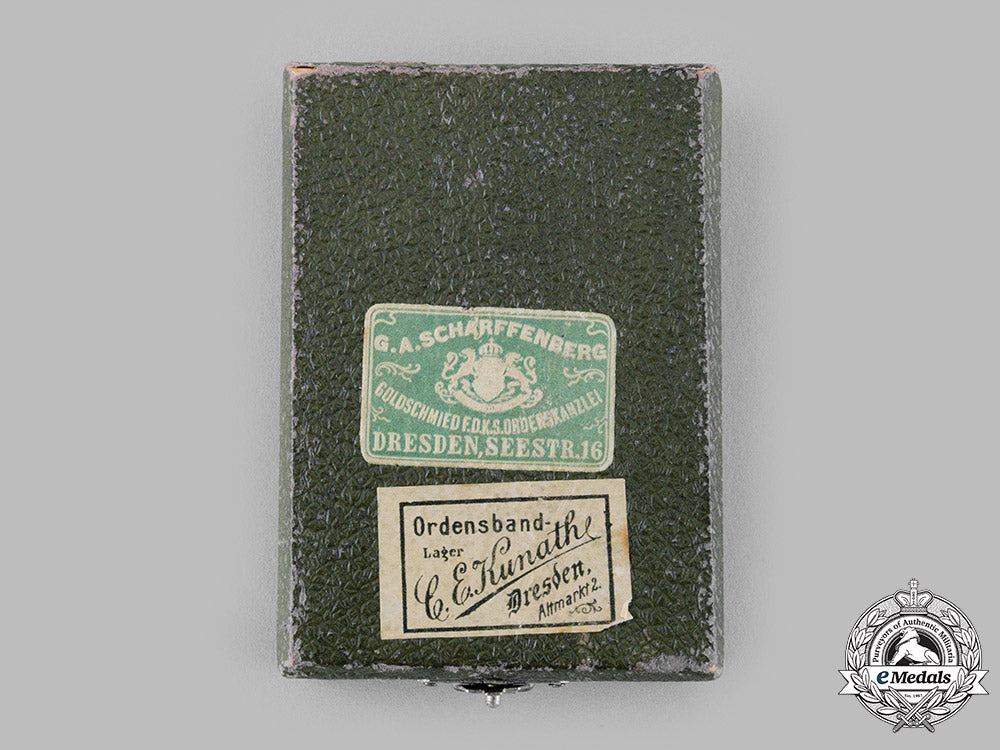 G.A. SCHARFFENBERG
GOLDSCHMIED F.D.K.S. ORDENSKANZLEI
DRESDEN, SEESTR. 16
Ordensband-
Lager
C. E. Kunath,
Dresden,
Altmarkt 2.
Purveyors of Authentic Militaria
eMedals